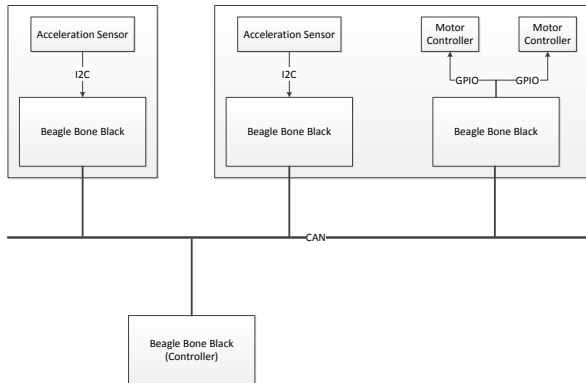 Acceleration Sensor
I2C
Beagle Bone Black
Acceleration Sensor
I2C
Beagle Bone Black
Motor
Controller
Motor
Controller
GPIO
GPIO
Beagle Bone Black
CAN
Beagle Bone Black
(Controller)